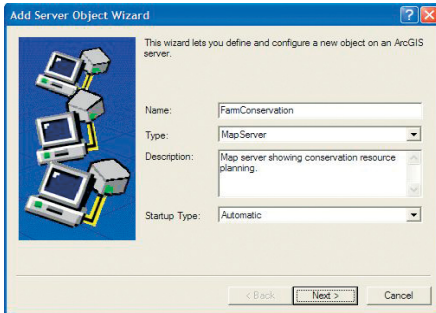 Add Server Object Wizard
This wizard lets you define and configure a new object on an ArcGIS
server.
Name: FarmConservation
Type: MapServer
Description: Map server showing conservation resource
planning.
Startup Type: Automatic
< Back Next > Cancel